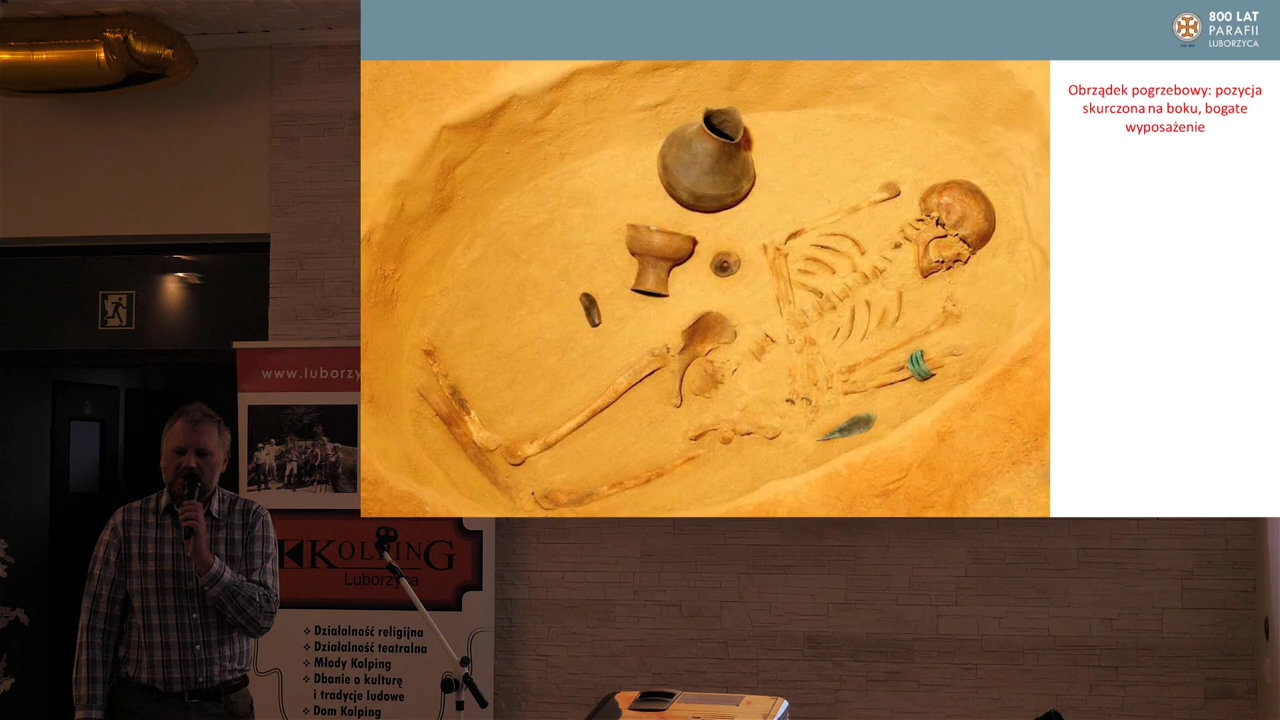 800 LAT
PARAFII
LUBORZYCA
Obrządek pogrzebowy: pozycja
skurczona na boku, bogate
wyposażenie
www.luborzy
KOLPING
Luborzyca
❖ Działalność religijna
❖ Działalność teatralna
❖ Młody Kolping
❖ Dbanie o kulturę
i tradycje ludowe
❖ Dom Kolping